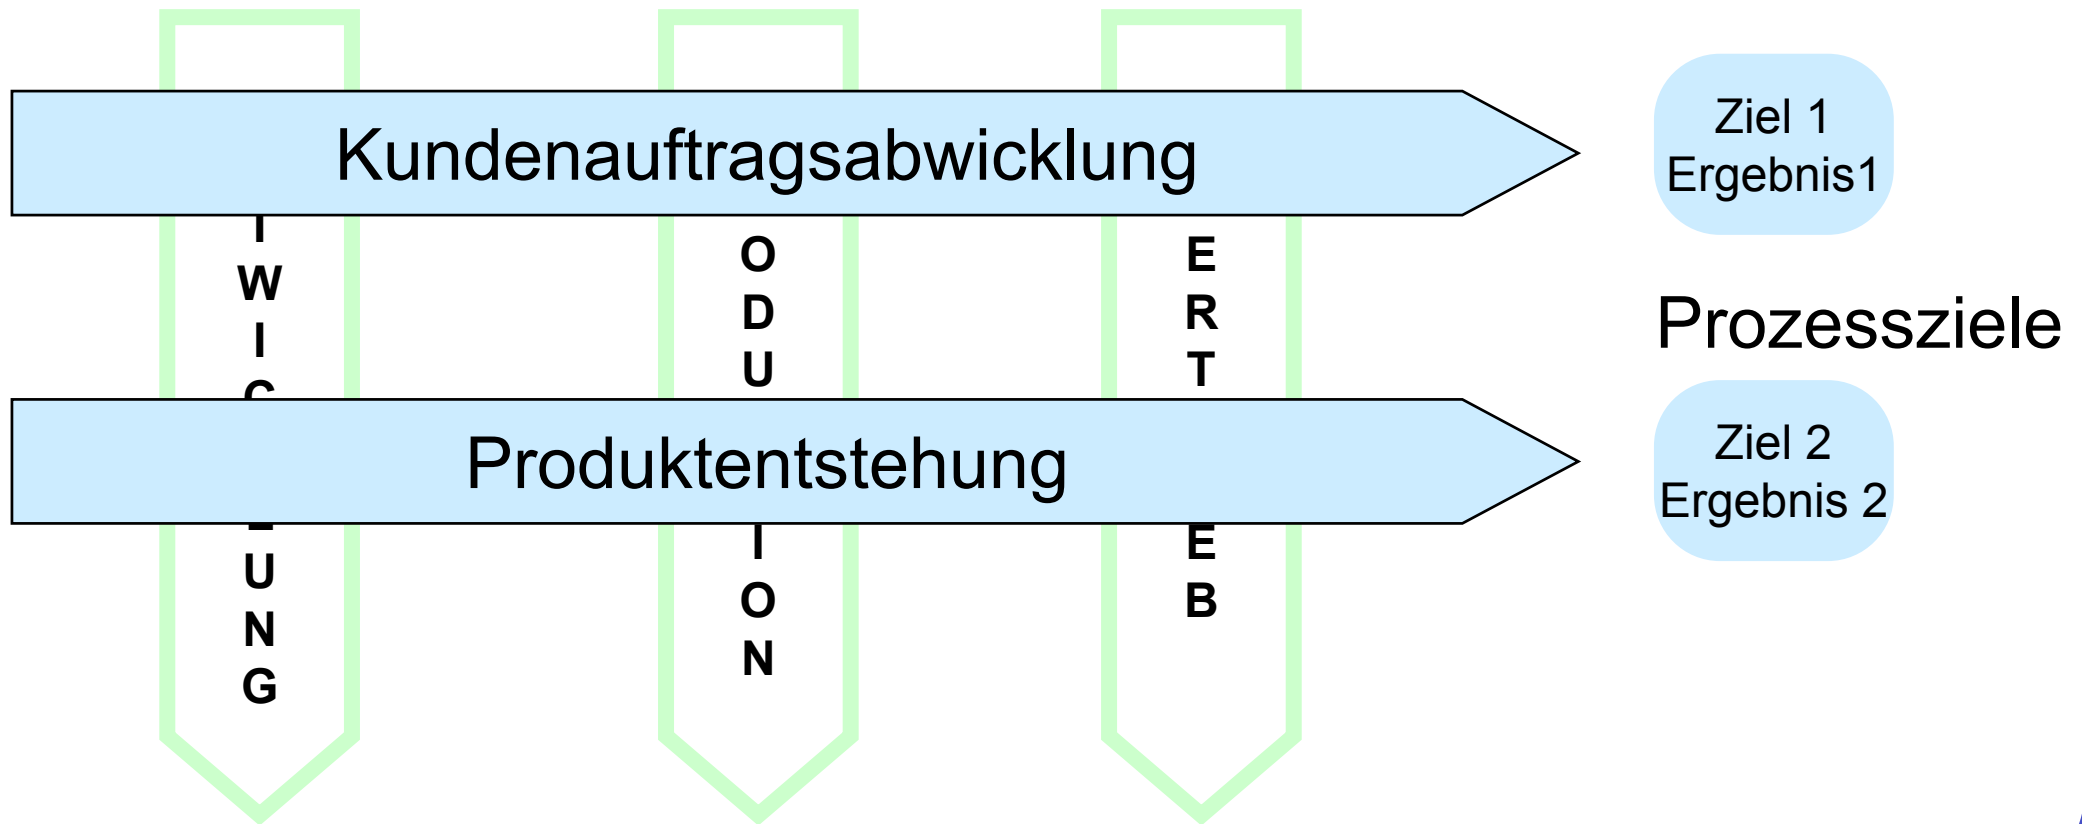 Kundenauftragsabwicklung
Ziel 1
Ergebnis1
T
W
I
C
U
N
G
O
D
U
I
O
N
E
R
T
E
B
Prozessziele
Produktentstehung
Ziel 2
Ergebnis 2